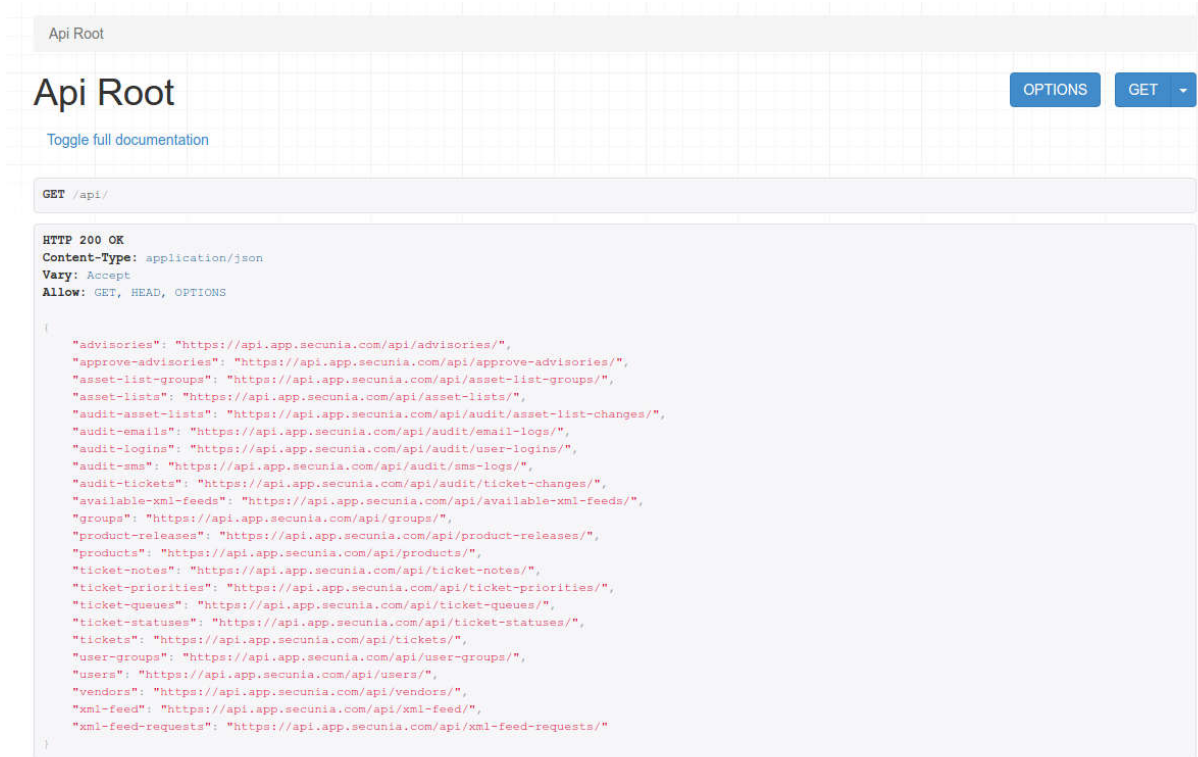 Api Root
Api Root
OPTIONS
GET
Toggle full documentation
GET /api/
HTTP 200 OK
Content-Type: application/json
Vary: Accept
Allow: GET, HEAD, OPTIONS
{
"advisories": "https://api.app.secunia.com/api/advisories/",
"approve-advisories": "https://api.app.secunia.com/api/approve-advisories/",
"asset-list-groups": "https://api.app.secunia.com/api/asset-list-groups/",
"asset-lists": "https://api.app.secunia.com/api/asset-lists/",
"audit-asset-lists": "https://api.app.secunia.com/api/audit/asset-list-changes/",
"audit-emails": "https://api.app.secunia.com/api/audit/email-logs/",
"audit-logins": "https://api.app.secunia.com/api/audit/user-logins/",
"audit-sms": "https://api.app.secunia.com/api/audit/sms-logs/",
"audit-tickets": "https://api.app.secunia.com/api/audit/ticket-changes/",
"available-xml-feeds": "https://api.app.secunia.com/api/available-xml-feeds/",
"groups": "https://api.app.secunia.com/api/groups/",
"product-releases": "https://api.app.secunia.com/api/product-releases/",
"products": "https://api.app.secunia.com/api/products/",
"ticket-notes": "https://api.app.secunia.com/api/ticket-notes/",
"ticket-priorities": "https://api.app.secunia.com/api/ticket-priorities/",
"ticket-queues": "https://api.app.secunia.com/api/ticket-queues/",
"ticket-statuses": "https://api.app.secunia.com/api/ticket-statuses/",
"tickets": "https://api.app.secunia.com/api/tickets/",
"user-groups": "https://api.app.secunia.com/api/user-groups/",
"users": "https://api.app.secunia.com/api/users/",
"vendors": "https://api.app.secunia.com/api/vendors/",
"xml-feed": "https://api.app.secunia.com/api/xml-feed/",
"xml-feed-requests": "https://api.app.secunia.com/api/xml-feed-requests/"
}